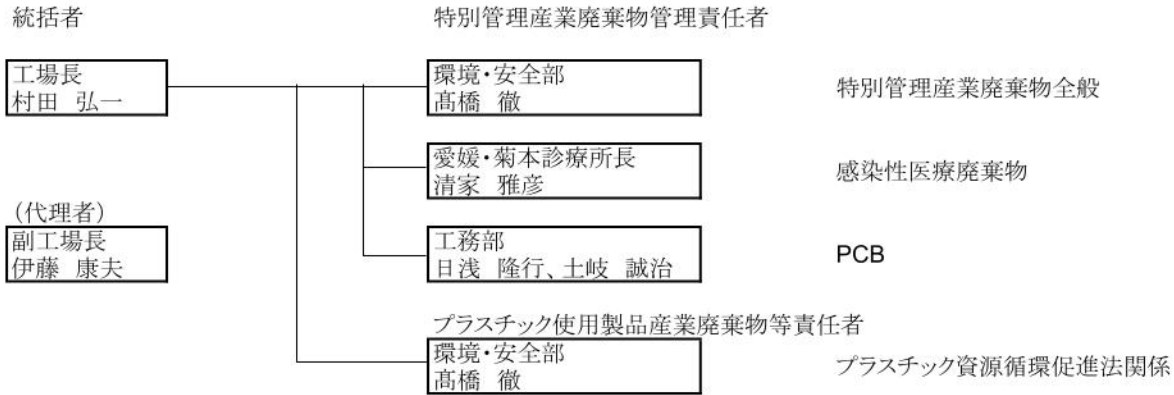 統括者
特別管理産業廃棄物管理責任者
工場長
村田 弘一
環境・安全部
髙橋 徹
特別管理産業廃棄物全般
愛媛・菊本診療所長
清家 雅彦
感染性医療廃棄物
(代理者)
副工場長
伊藤 康夫
工務部
日浅 隆行、土岐 誠治
PCB
プラスチック使用製品産業廃棄物等責任者
環境・安全部
髙橋 徹
プラスチック資源循環促進法関係